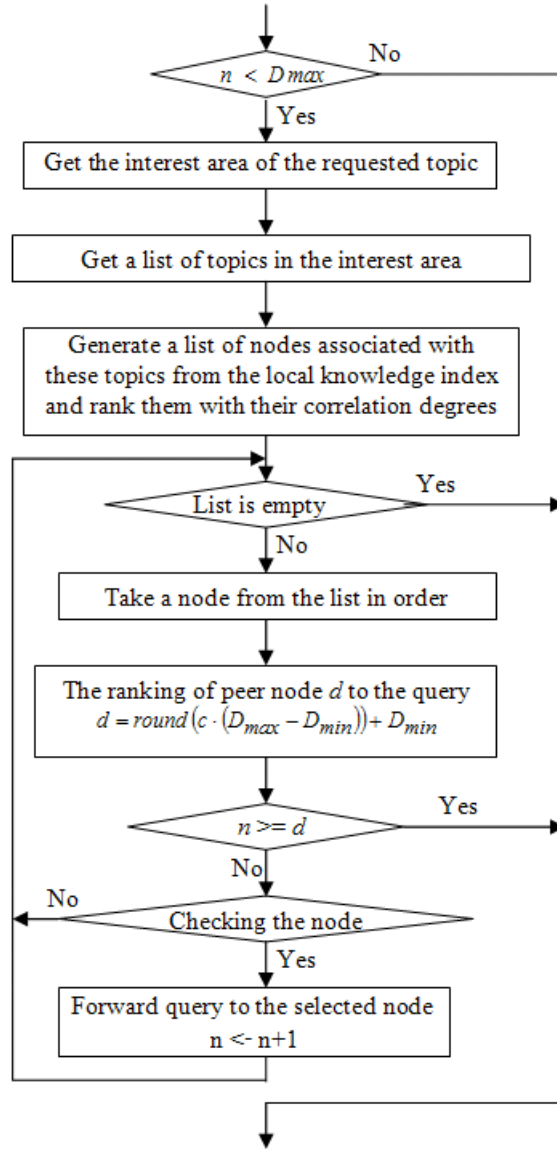 No
n < Dmax
Yes
Get the interest area of the requested topic
Get a list of topics in the interest area
Generate a list of nodes associated with
these topics from the local knowledge index
and rank them with their correlation degrees
Yes
List is empty
No
Take a node from the list in order
The ranking of peer node d to the query
d = round(c · (Dmax − Dmin)) + Dmin
Yes
n >= d
No
No
Checking the node
Yes
Forward query to the selected node
n <- n+1